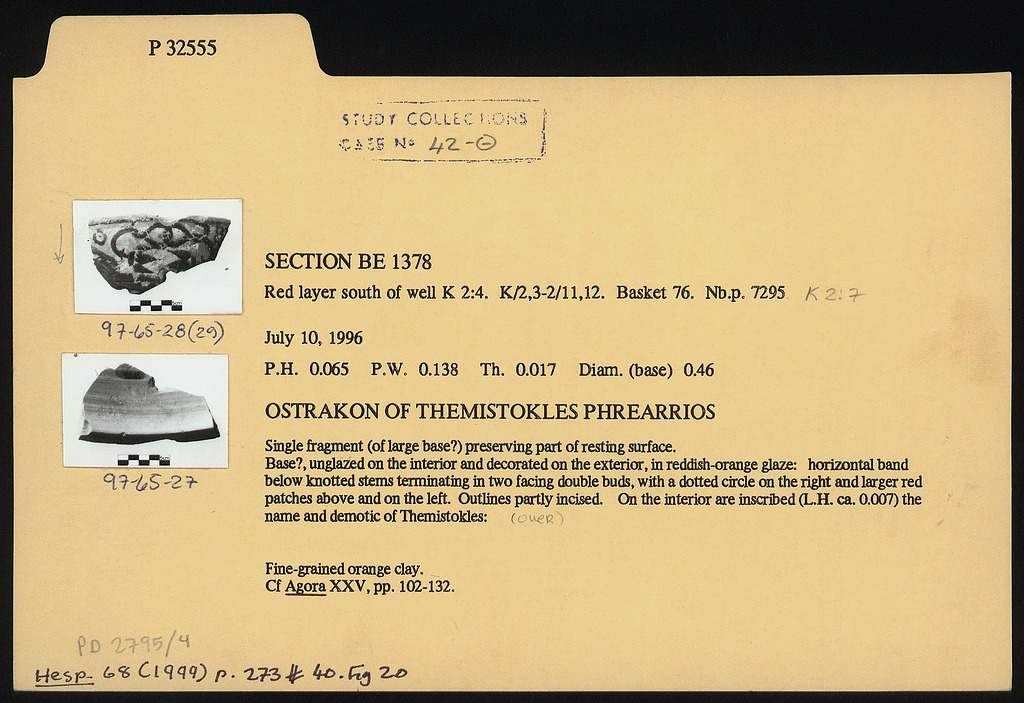 P 32555
STUDY COLLECTIONS
CASE No 42-Θ
97-65-28(29)
97-65-27
SECTION BE 1378
Red layer south of well K 2:4. K/2,3-2/11,12. Basket 76. Nb.p. 7295 K 2:7
July 10, 1996
P.H. 0.065 P.W. 0.138 Th. 0.017 Diam. (base) 0.46
OSTRAKON OF THEMISTOKLES PHREARRIOS
Single fragment (of large base?) preserving part of resting surface.
Base?, unglazed on the interior and decorated on the exterior, in reddish-orange glaze: horizontal band
below knotted stems terminating in two facing double buds, with a dotted circle on the right and larger red
patches above and on the left. Outlines partly incised. On the interior are inscribed (L.H. ca. 0.007) the
name and demotic of Themistokles: (over)
Fine-grained orange clay.
Cf Agora XXV, pp. 102-132.
PD 2795/4
Hesp. 68 (1999) p. 273 # 40. Fig 20